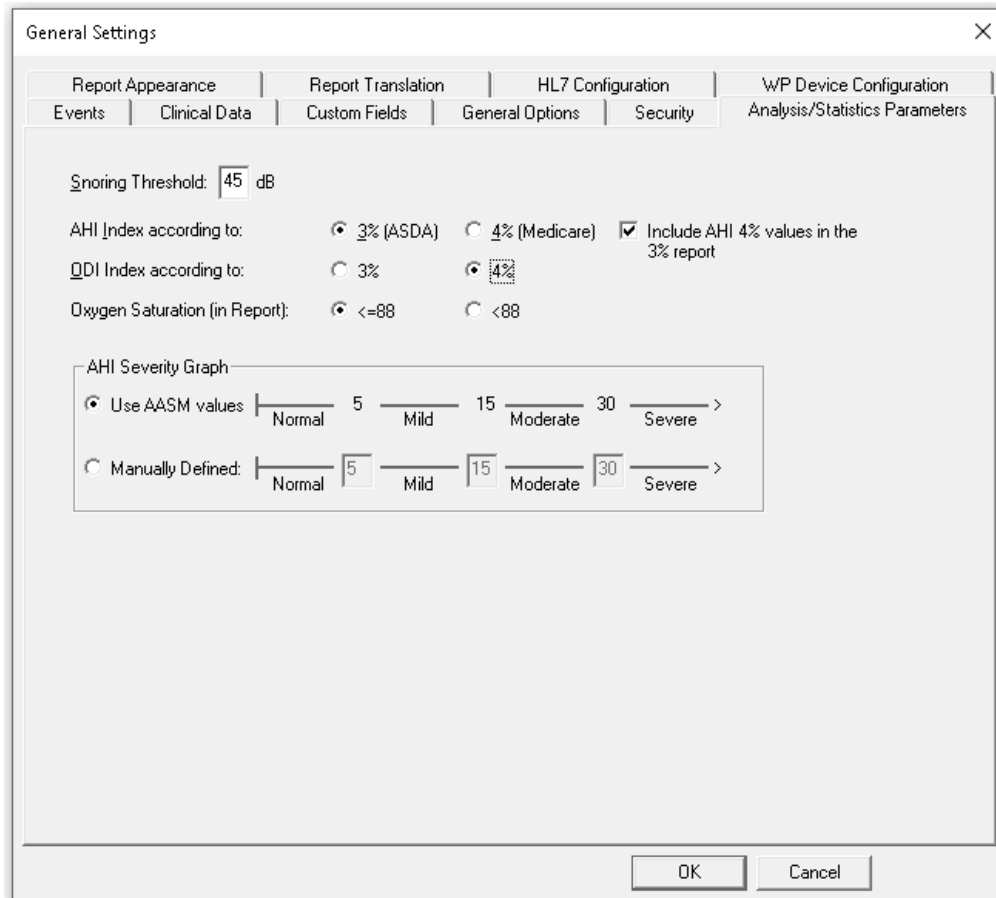 General Settings
Report Appearance Report Translation HL7 Configuration WP Device Configuration
Events Clinical Data Custom Fields General Options Security Analysis/Statistics Parameters
Snoring Threshold: 45 dB
AHI Index according to: 3% (ASDA) 4% (Medicare) Include AHI 4% values in the
3% report
ODI Index according to: 3% 4%
Oxygen Saturation (in Report): <=88 <88
AHI Severity Graph
Use AASM values 5 15 30 >
Normal Mild Moderate Severe
Manually Defined: 5 15 30 >
Normal Mild Moderate Severe
OK Cancel